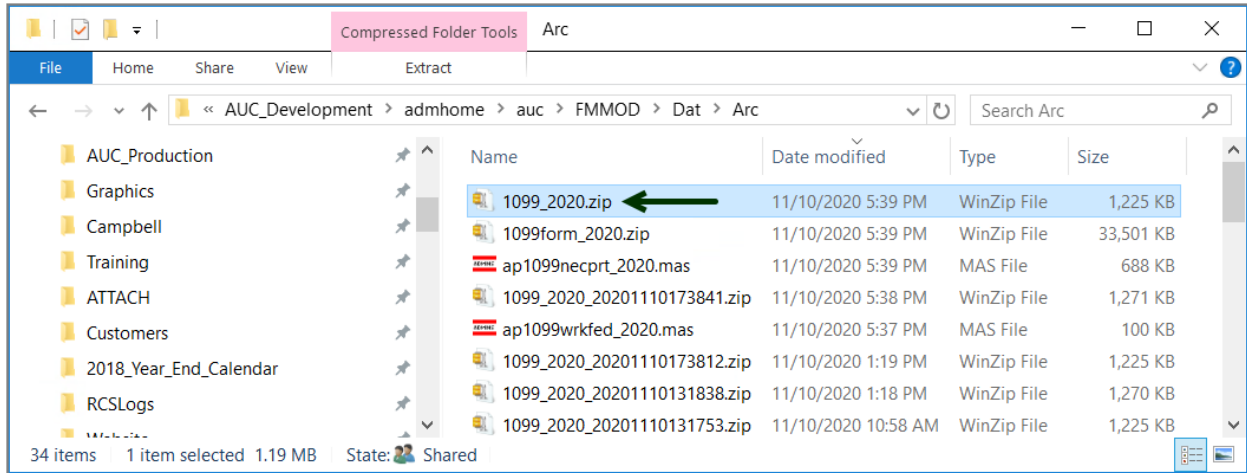 Compressed Folder Tools Arc
File Home Share View Extract
« AUC_Development > admhome > auc > FMMOD > Dat > Arc Search Arc
AUC_Production
Graphics
Campbell
Training
ATTACH
Customers
2018_Year_End_Calendar
RCSLogs
Website
Name Date modified Type Size
1099_2020.zip 11/10/2020 5:39 PM WinZip File 1,225 KB
1099form_2020.zip 11/10/2020 5:39 PM WinZip File 33,501 KB
ap1099necprt_2020.mas 11/10/2020 5:39 PM MAS File 688 KB
1099_2020_20201110173841.zip 11/10/2020 5:38 PM WinZip File 1,271 KB
ap1099wrkfed_2020.mas 11/10/2020 5:37 PM MAS File 100 KB
1099_2020_20201110173812.zip 11/10/2020 1:19 PM WinZip File 1,225 KB
1099_2020_20201110131838.zip 11/10/2020 1:18 PM WinZip File 1,270 KB
1099_2020_20201110131753.zip 11/10/2020 10:58 AM WinZip File 1,225 KB
34 items 1 item selected 1.19 MB State: Shared